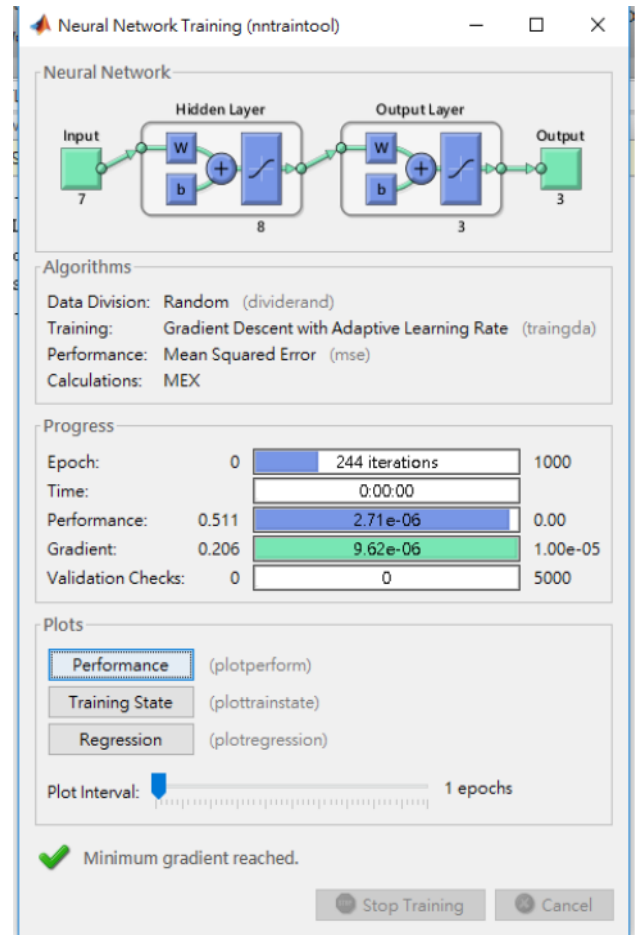 Neural Network Training (nntraintool)
Neural Network
Hidden Layer
Output Layer
Input
W
b
W
b
Output
7
8
3
3
Algorithms
Data Division: Random (dividerand)
Training: Gradient Descent with Adaptive Learning Rate (traingda)
Performance: Mean Squared Error (mse)
Calculations: MEX
Progress
Epoch: 0 244 iterations 1000
Time: 0:00:00
Performance: 0.511 2.71e-06 0.00
Gradient: 0.206 9.62e-06 1.00e-05
Validation Checks: 0 0 5000
Plots
Performance (plotperform)
Training State (plottrainstate)
Regression (plotregression)
Plot Interval: 1 epochs
Minimum gradient reached.
Stop Training Cancel